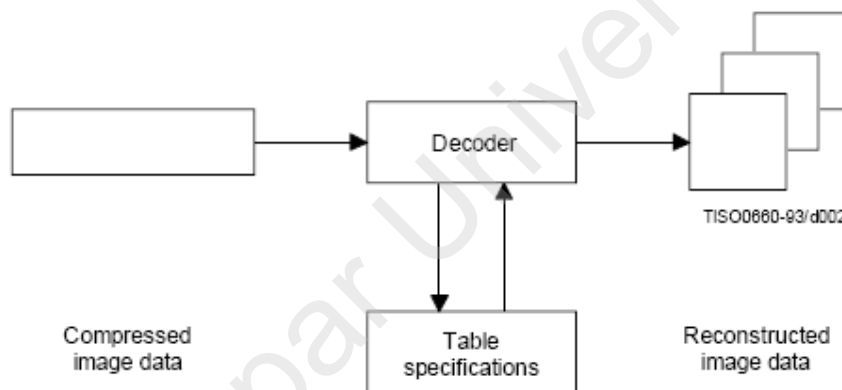 Decoder
TISO0660-93/d002
Compressed
image data
Table
specifications
Reconstructed
image data